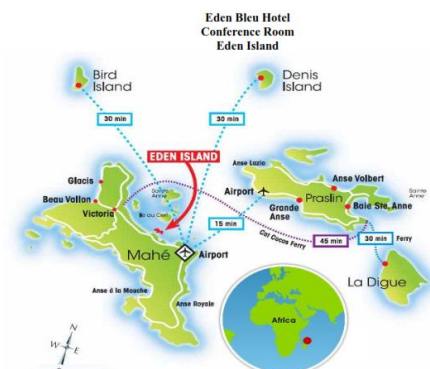 Eden Bleu Hotel
Conference Room
Eden Island
Bird
Island
Denis
Island
30 min
30 min
EDEN ISLAND
Anse Lazio
Anse Volbert
Glacis
Sainte
Anne
Airport
Praslin
Beau Vallon
Victoria
Grande
Anse
Baie Ste. Anne
15 min
Cat Cocos Ferry
45 min
30 min
Ferry
Mahé
Airport
La Digue
Anse á la Mouche
Anse Royale
Africa
N
W
E
S